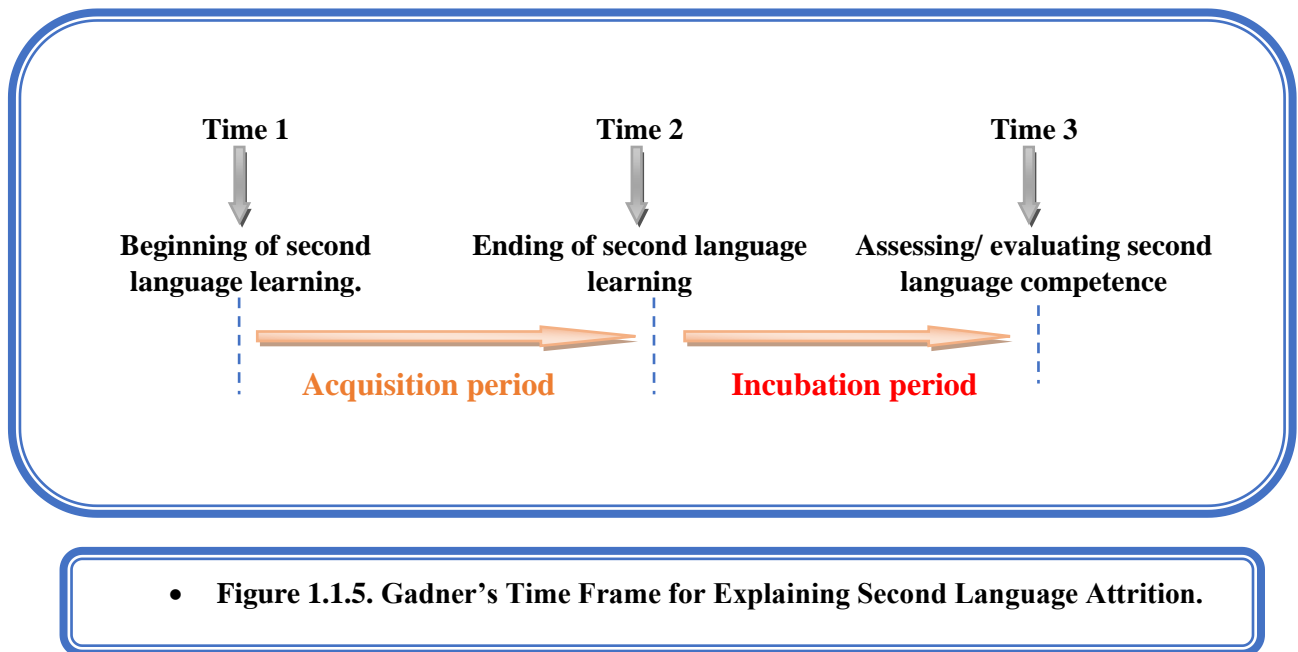 Time 1
Time 2
Time 3
Beginning of second
language learning.
Ending of second language
learning
Assessing/ evaluating second
language competence
Acquisition period
Incubation period
• Figure 1.1.5. Gadner’s Time Frame for Explaining Second Language Attrition.